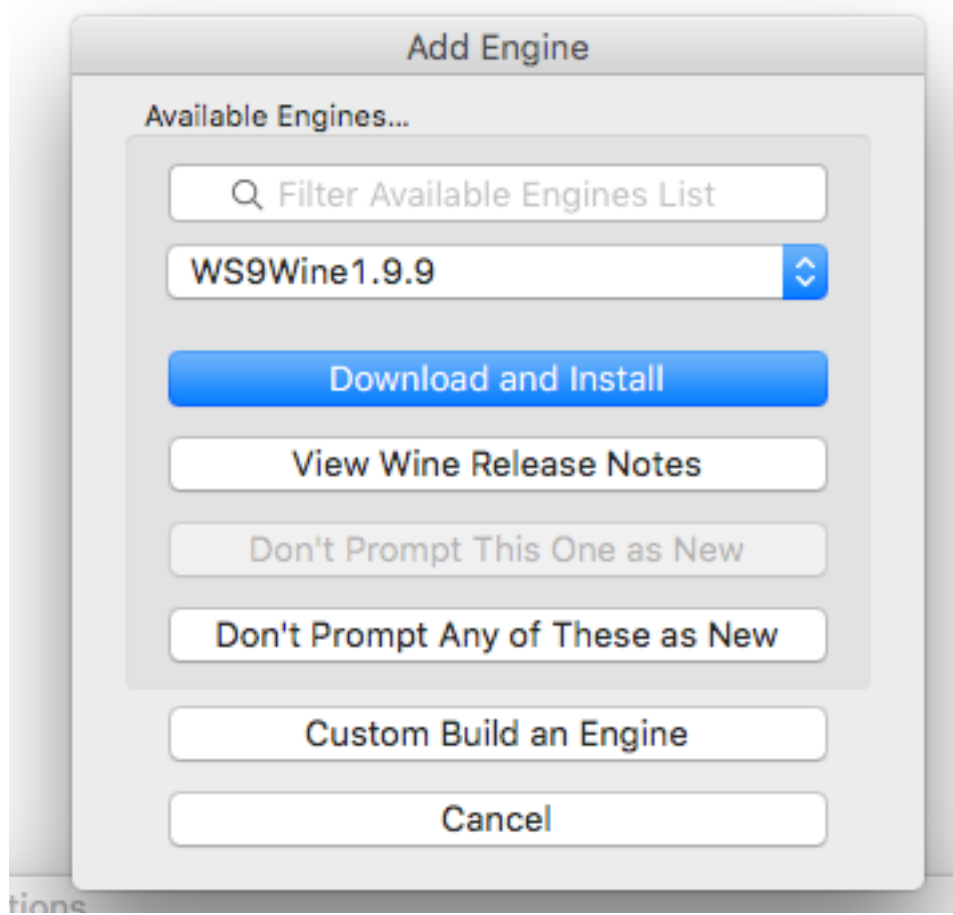 Add Engine
Available Engines...
Filter Available Engines List
WS9Wine1.9.9
Download and Install
View Wine Release Notes
Don't Prompt This One as New
Don't Prompt Any of These as New
Custom Build an Engine
Cancel
tions